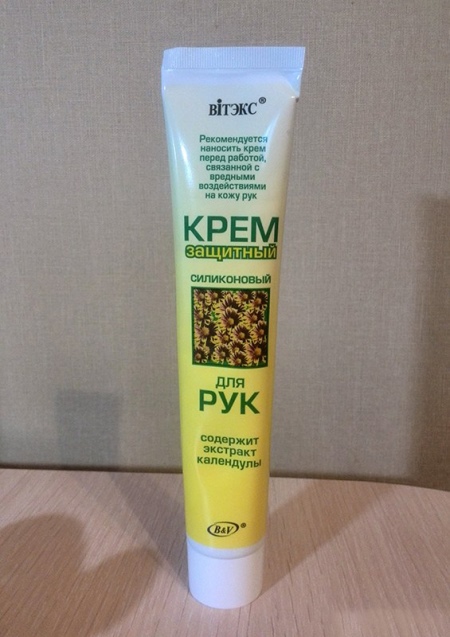 ВІТЭКС®
Рекомендуется
наносить крем
перед работой,
связанной с
вредными
воздействиями
на кожу рук
КРЕМ
защитный
СИЛИКОНОВЫЙ
ДЛЯ
РУК
содержит
экстракт
календулы
B&V®